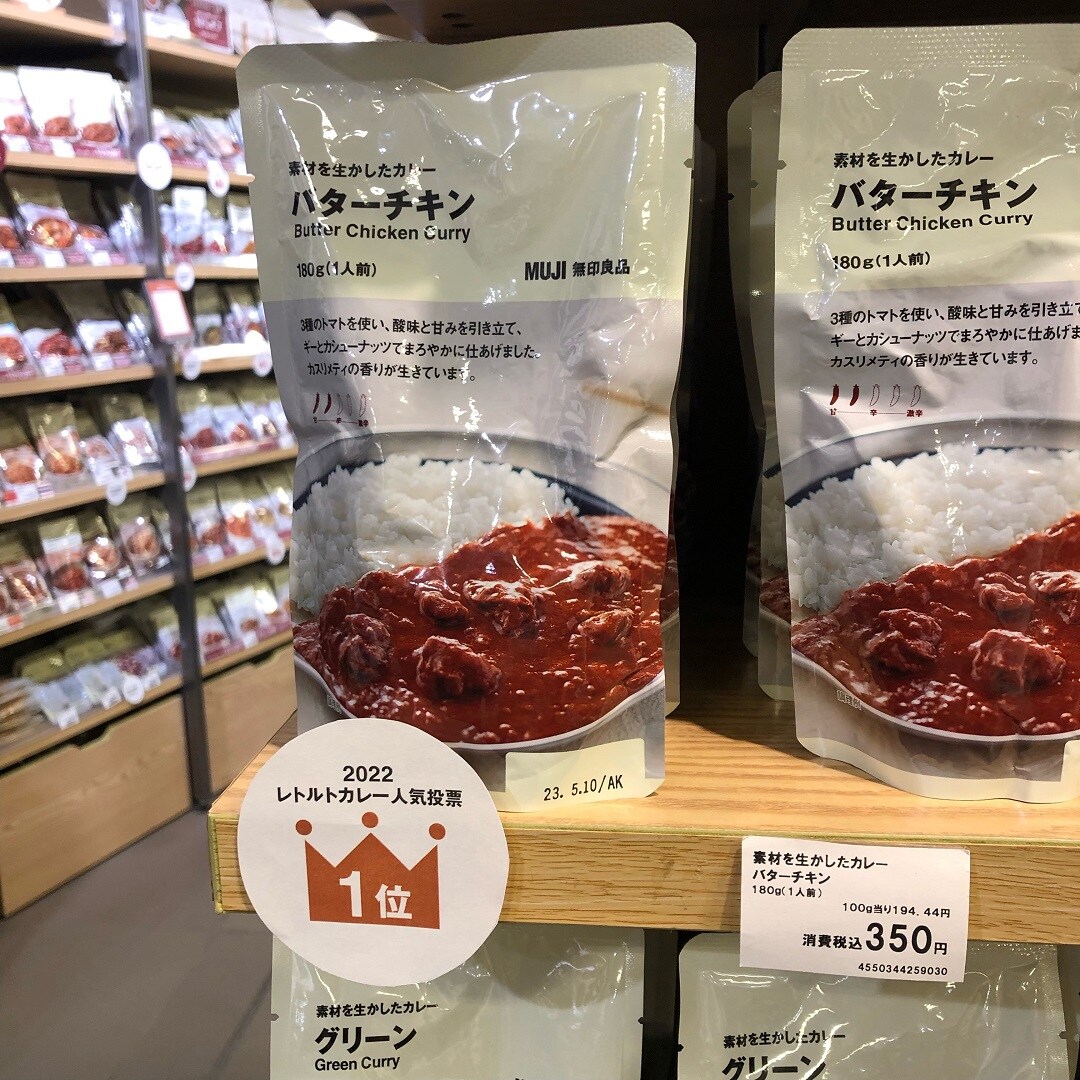 素材を生かしたカレー
バターチキン
Butter Chicken Curry
180g(1人前)
MUJI 無印良品
3種のトマトを使い、酸味と甘みを引き立て、
ギーとカシューナッツでまろやかに仕あげました。
カスリメティの香りが生きています。
甘 辛 激辛
23. 5.10/AK
素材を生かしたカレー
バターチキン
Butter Chicken Curry
180g(1人前)
3種のトマトを使い、酸味と甘みを引き立て
ギーとカシューナッツでまろやかに仕あげま
カスリメティの香りが生きています。
甘 辛 激辛
2022
レトルトカレー人気投票
1位
素材を生かしたカレー
バターチキン
180g(1人前)
100g当り194.44円
消費税込350円
4550344259030
素材を生かしたカレー
グリーン
Green Curry
素材を生かしたカレー
グリーン